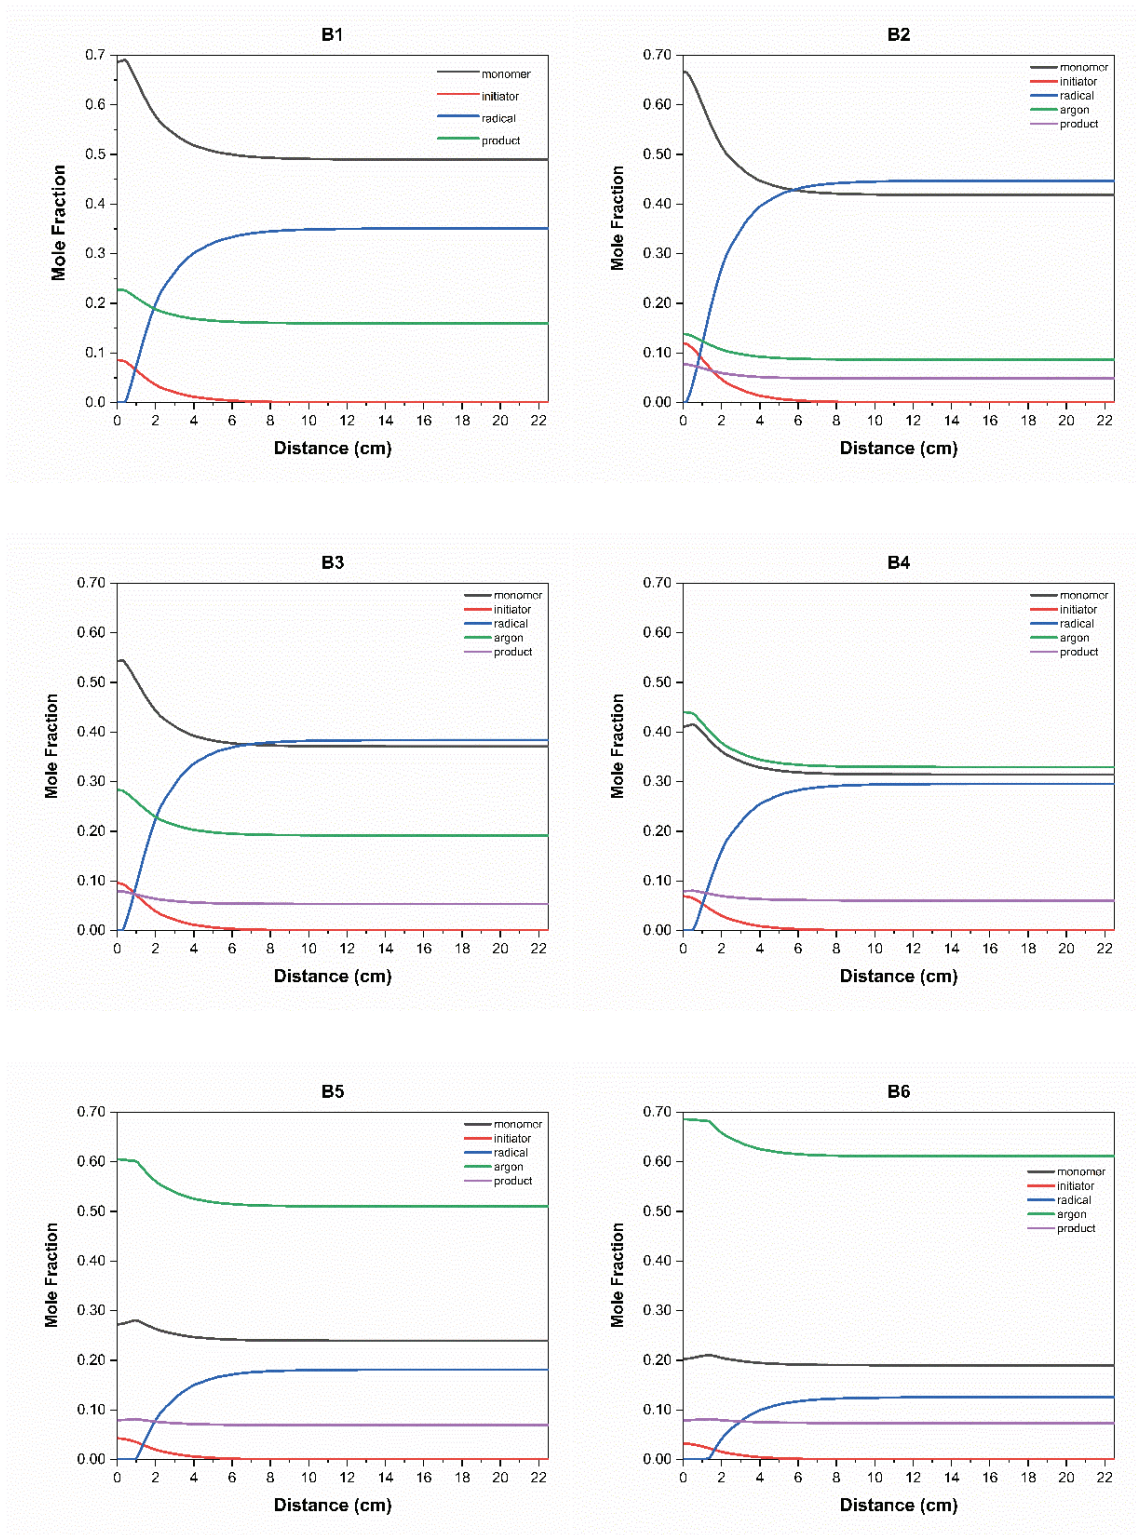 B1
0.7
0.6
0.5
0.4
0.3
0.2
0.1
0.0
Mole Fraction
monomer
initiator
radical
product
0 2 4 6 8 10 12 14 16 18 20 22
Distance (cm)
B2
0.70
0.60
0.50
0.40
0.30
0.20
0.10
0.00
Mole Fraction
monomer
initiator
radical
argon
product
0 2 4 6 8 10 12 14 16 18 20 22
Distance (cm)
B3
0.70
0.60
0.50
0.40
0.30
0.20
0.10
0.00
Mole Fraction
monomer
initiator
radical
argon
product
0 2 4 6 8 10 12 14 16 18 20 22
Distance (cm)
B4
0.70
0.60
0.50
0.40
0.30
0.20
0.10
0.00
Mole Fraction
monomer
initiator
radical
argon
product
0 2 4 6 8 10 12 14 16 18 20 22
Distance (cm)
B5
0.70
0.60
0.50
0.40
0.30
0.20
0.10
0.00
Mole Fraction
monomer
initiator
radical
argon
product
0 2 4 6 8 10 12 14 16 18 20 22
Distance (cm)
B6
0.70
0.60
0.50
0.40
0.30
0.20
0.10
0.00
Mole Fraction
monomor
initiator
radical
argon
product
0 2 4 6 8 10 12 14 16 18 20 22
Distance (cm)